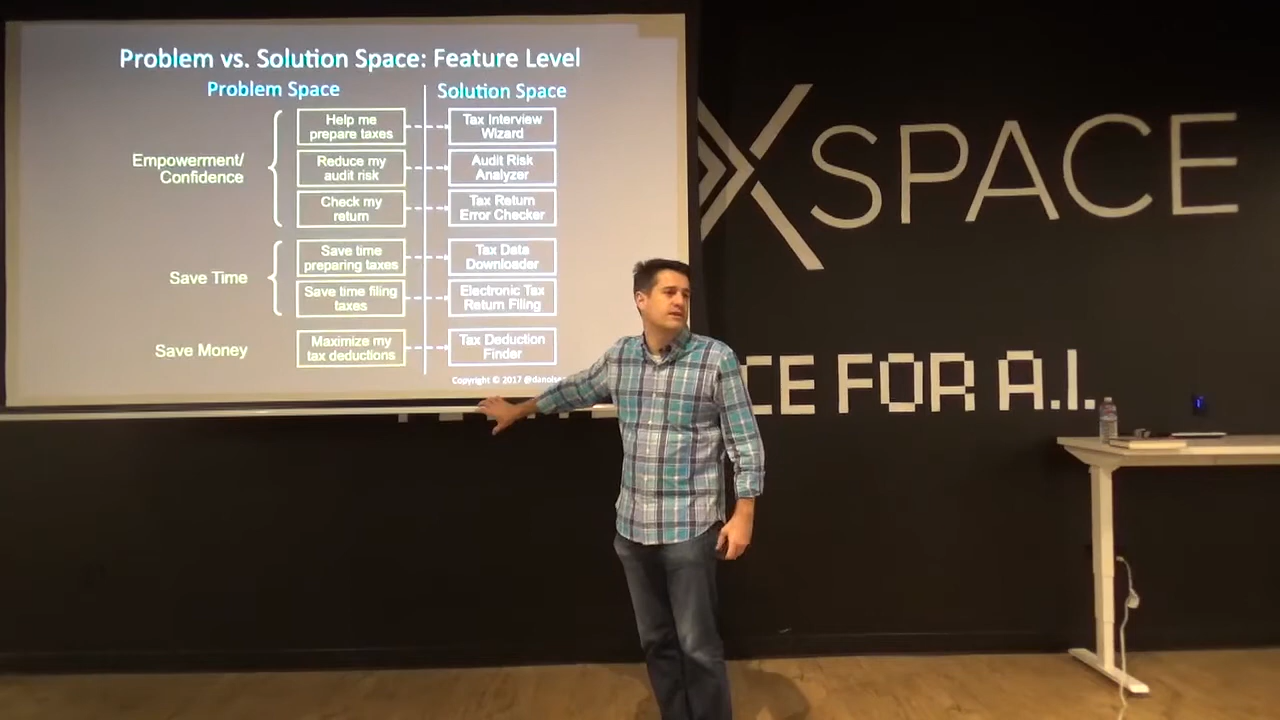 Problem vs. Solution Space: Feature Level
Problem Space
Solution Space
Empowerment/
Confidence
Help me
prepare taxes
Tax Interview
Wizard
Reduce my
audit risk
Audit Risk
Analyzer
Check my
return
Tax Return
Error Checker
Save Time
Save time
preparing taxes
Tax Data
Downloader
Save time filing
taxes
Electronic Tax
Return Filing
Save Money
Maximize my
tax deductions
Tax Deduction
Finder
Copyright © 2017
XSPACE
CE FOR A.I.